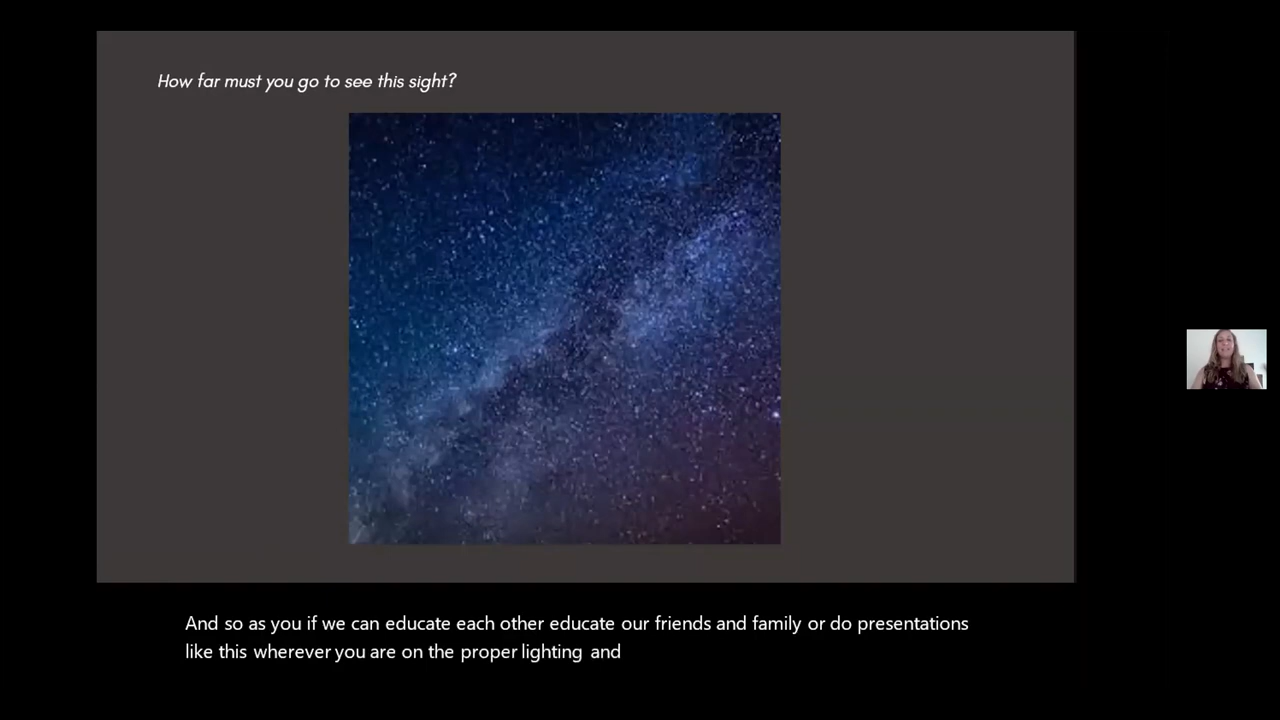 How far must you go to see this sight?
And so as you if we can educate each other educate our friends and family or do presentations
like this wherever you are on the proper lighting and